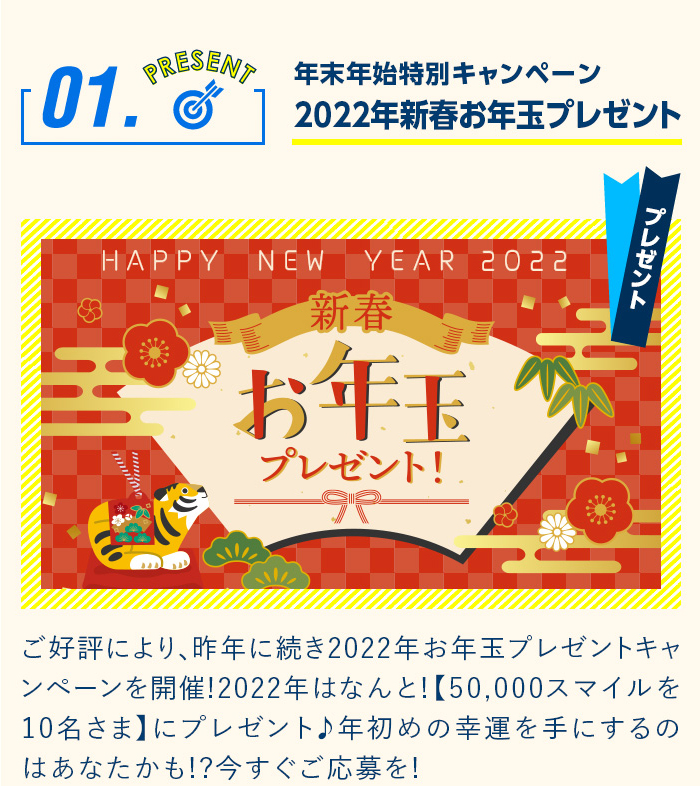 01.
PRESENT
年末年始特別キャンペーン
2022年新春お年玉プレゼント
プレゼント
HAPPY NEW YEAR 2022
新春
お年玉
プレゼント!
ご好評により、昨年に続き2022年お年玉プレゼントキャ
ンペーンを開催!2022年はなんと!【50,000スマイルを
10名さま】にプレゼント♪年初めの幸運を手にするの
はあなたかも!?今すぐご応募を!